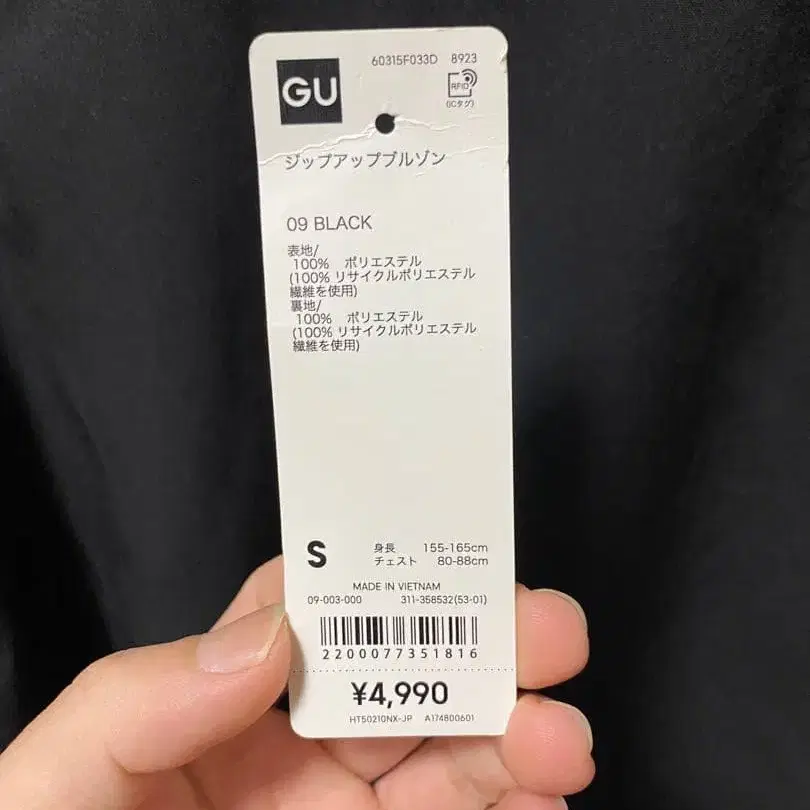 GU
60315F033D 8923
RFID
(ICタグ)
ジップアップブルゾン
09 BLACK
表地/
100% ポリエステル
(100% リサイクルポリエステル
繊維を使用)
裏地/
100% ポリエステル
(100% リサイクルポリエステル
繊維を使用)
S
身長 155-165cm
チェスト 80-88cm
MADE IN VIETNAM
09-003-000 311-358532(53-01)
2200077351816
¥4,990
HT50210NX-JP A174800601